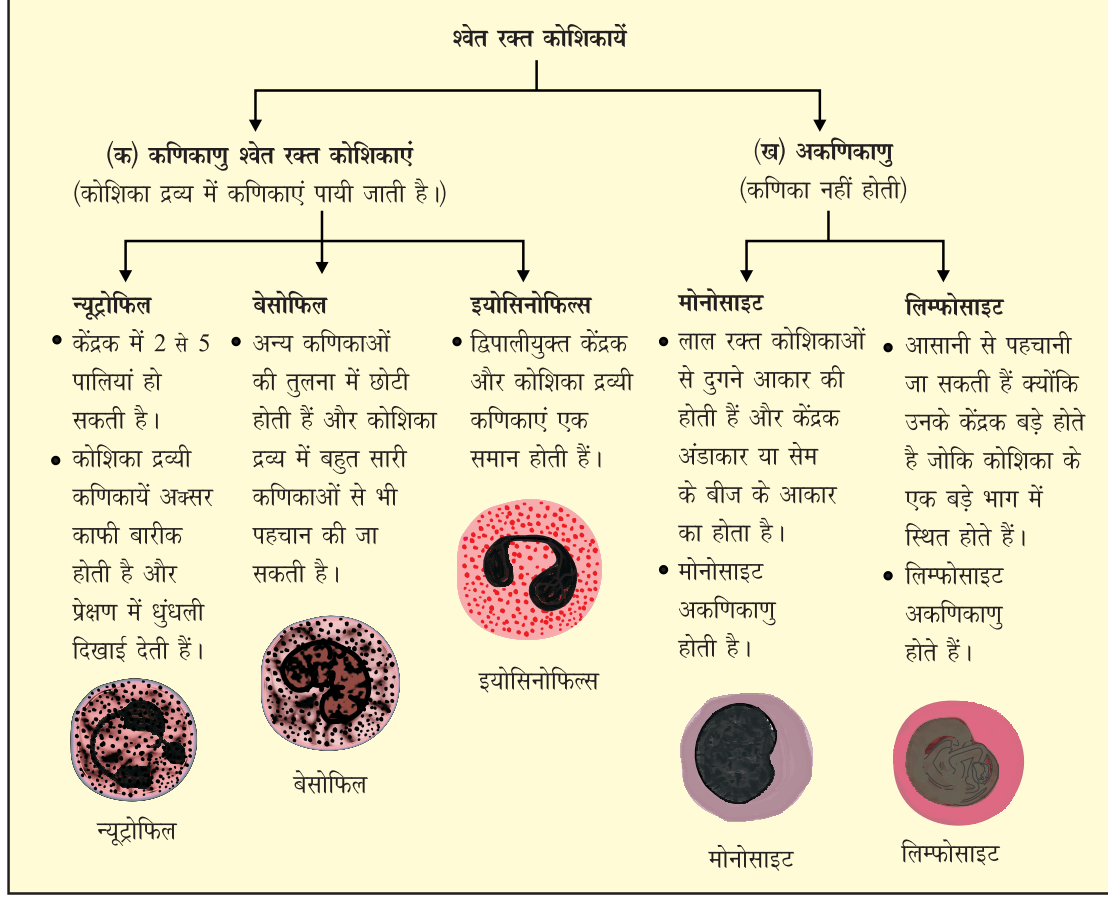 श्वेत रक्त कोशिकायें
(क) कणिकाणु श्वेत रक्त कोशिकाएं
(कोशिका द्रव्य में कणिकाएं पायी जाती है।)
(ख) अकणिकाणु
(कणिका नहीं होती)
न्यूट्रोफिल
• केंद्रक में 2 से 5
पालियां हो
सकती है।
• कोशिका द्रव्यी
कणिकायें अक्सर
काफी बारीक
होती है और
प्रेक्षण में धुंधली
दिखाई देती हैं।
न्यूट्रोफिल
बेसोफिल
• अन्य कणिकाओं
की तुलना में छोटी
होती हैं और कोशिका
द्रव्य में बहुत सारी
कणिकाओं से भी
पहचान की जा
सकती है।
बेसोफिल
इयोसिनोफिल्स
• द्विपालीयुक्त केंद्रक
और कोशिका द्रव्यी
कणिकाएं एक
समान होती हैं।
इयोसिनोफिल्स
मोनोसाइट
• लाल रक्त कोशिकाओं
से दुगने आकार की
होती हैं और केंद्रक
अंडाकार या सेम
के बीज के आकार
का होता है।
• मोनोसाइट
अकणिकाणु
होती है।
मोनोसाइट
लिम्फोसाइट
• आसानी से पहचानी
जा सकती हैं क्योंकि
उनके केंद्रक बड़े होते
है जोकि कोशिका के
एक बड़े भाग में
स्थित होते हैं।
• लिम्फोसाइट
अकणिकाणु
होते हैं।
लिम्फोसाइट